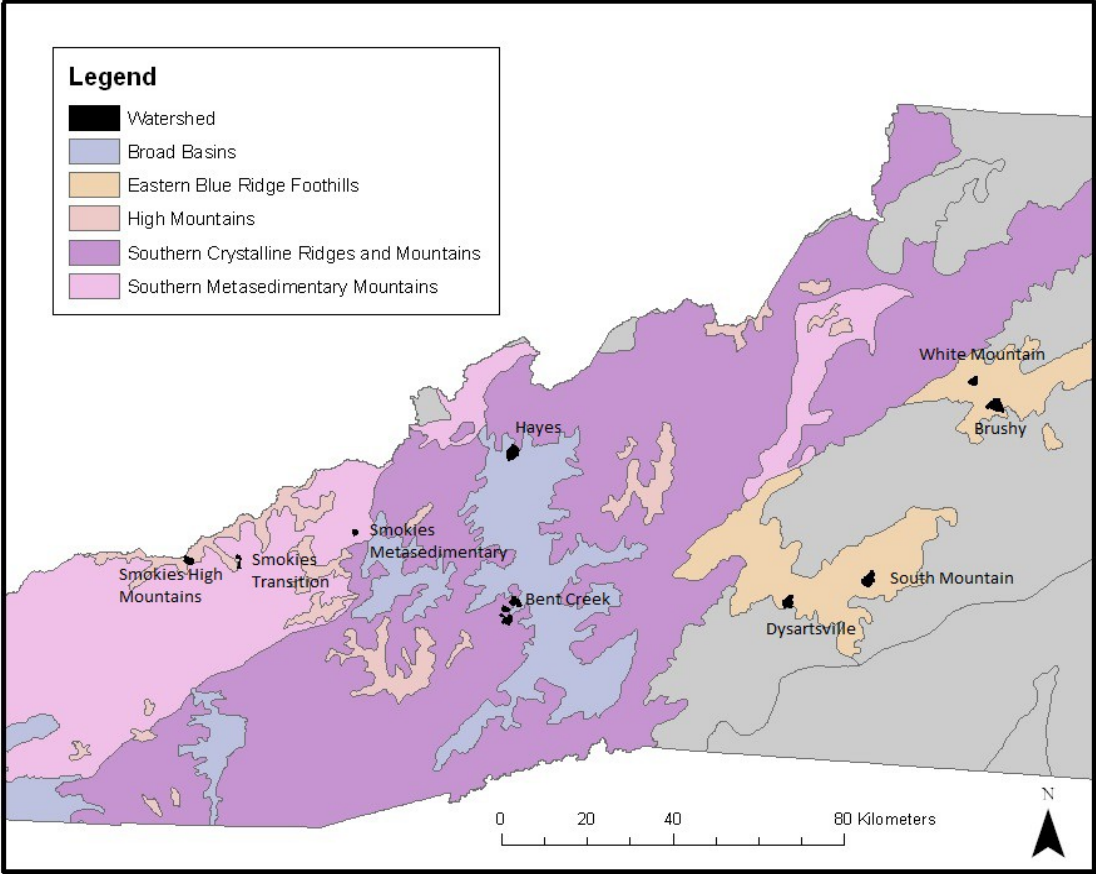 Legend
Watershed
Broad Basins
Eastern Blue Ridge Foothills
High Mountains
Southern Crystalline Ridges and Mountains
Southern Metasedimentary Mountains
White Mountain
Brushy
Hayes
Smokies
Metasedimentary
Smokies High
Mountains
Smokies
Transition
Bent Creek
South Mountain
Dysartsville
N
0 20 40 80 Kilometers